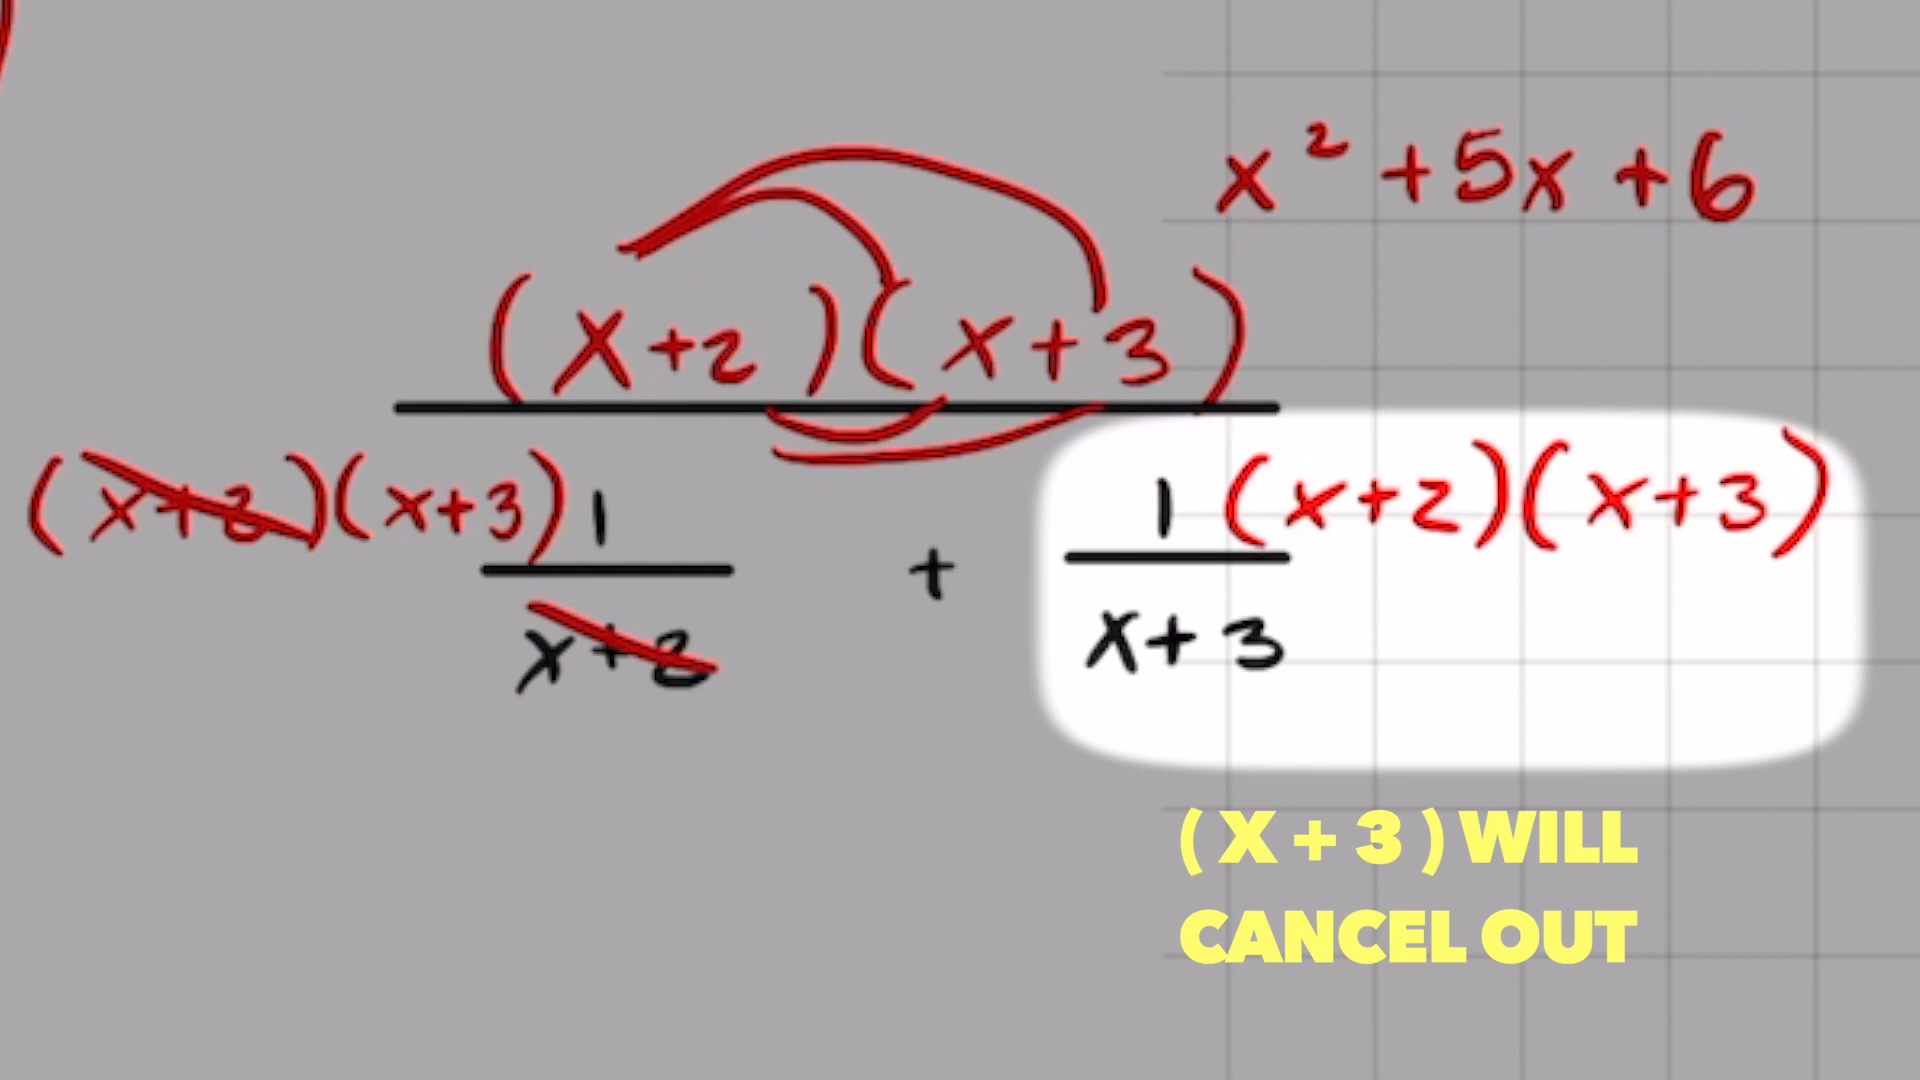 x² + 5x + 6
(x+2)(x+3)
(x+2)(x+3) 1 + 1 (x+2)(x+3)
x+2 x+3
( X + 3 ) WILL
CANCEL OUT